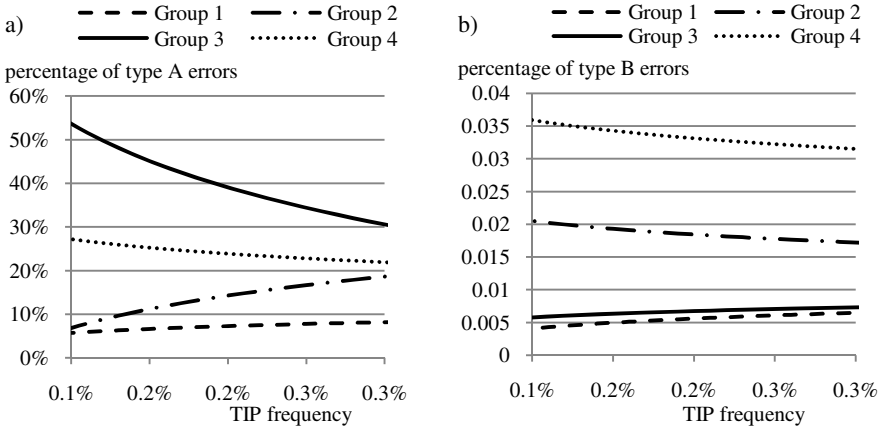 a)
Group 1
Group 2
Group 3
Group 4
percentage of type A errors
60%
50%
40%
30%
20%
10%
0%
0.1% 0.2% 0.2% 0.3% 0.3%
TIP frequency
b)
Group 1
Group 2
Group 3
Group 4
percentage of type B errors
0.04
0.035
0.03
0.025
0.02
0.015
0.01
0.005
0
0.1% 0.2% 0.2% 0.3% 0.3%
TIP frequency